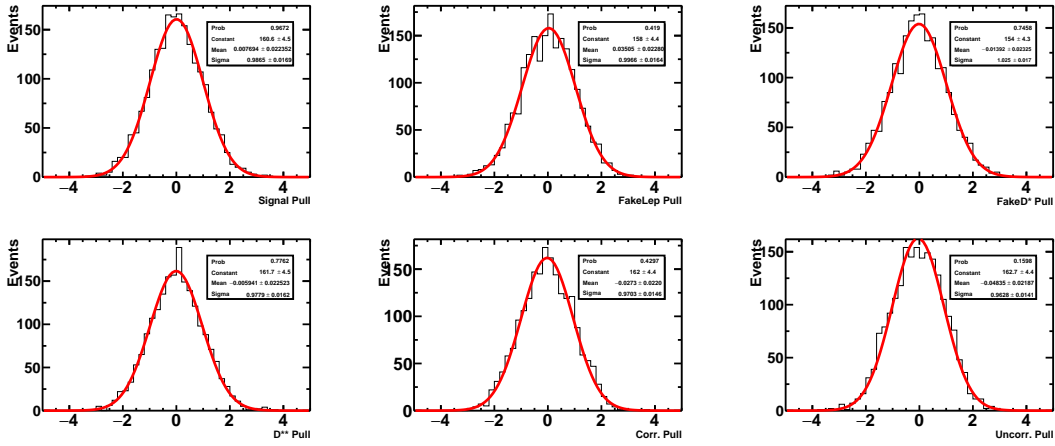 Events
150
100
50
0
−4 −2 0 2 4
Signal Pull
Prob 0.9672
Constant 160.6 ± 4.5
Mean 0.007694 ± 0.022352
Sigma 0.9865 ± 0.0169
Events
150
100
50
0
−4 −2 0 2 4
FakeLep Pull
Prob 0.419
Constant 158 ± 4.4
Mean 0.03505 ± 0.02280
Sigma 0.9966 ± 0.0164
Events
150
100
50
0
−4 −2 0 2 4
FakeD* Pull
Prob 0.7458
Constant 154 ± 4.3
Mean −0.01392 ± 0.02325
Sigma 1.025 ± 0.017
Events
150
100
50
0
−4 −2 0 2 4
D** Pull
Prob 0.7762
Constant 161.7 ± 4.5
Mean −0.005941 ± 0.022523
Sigma 0.9779 ± 0.0162
Events
150
100
50
0
−4 −2 0 2 4
Corr. Pull
Prob 0.4297
Constant 162 ± 4.4
Mean −0.0273 ± 0.0220
Sigma 0.9703 ± 0.0146
Events
150
100
50
0
−4 −2 0 2 4
Uncorr. Pull
Prob 0.1598
Constant 162.7 ± 4.4
Mean −0.04835 ± 0.02187
Sigma 0.9628 ± 0.0141